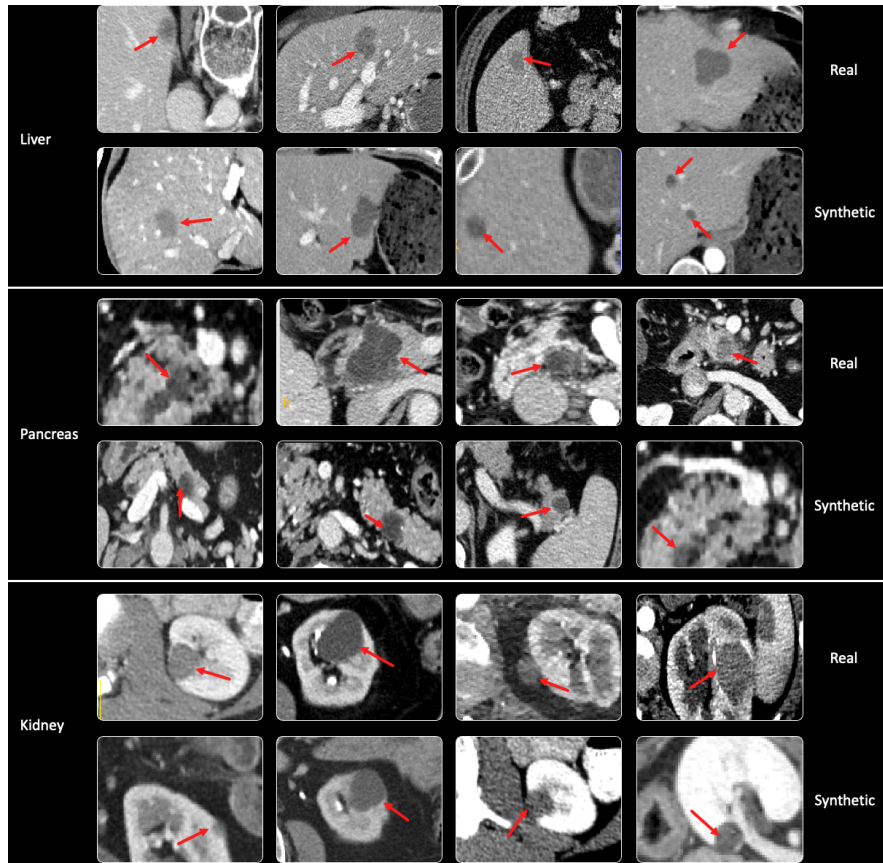 Real
Liver
Synthetic
Real
Pancreas
Synthetic
Real
Kidney
Synthetic